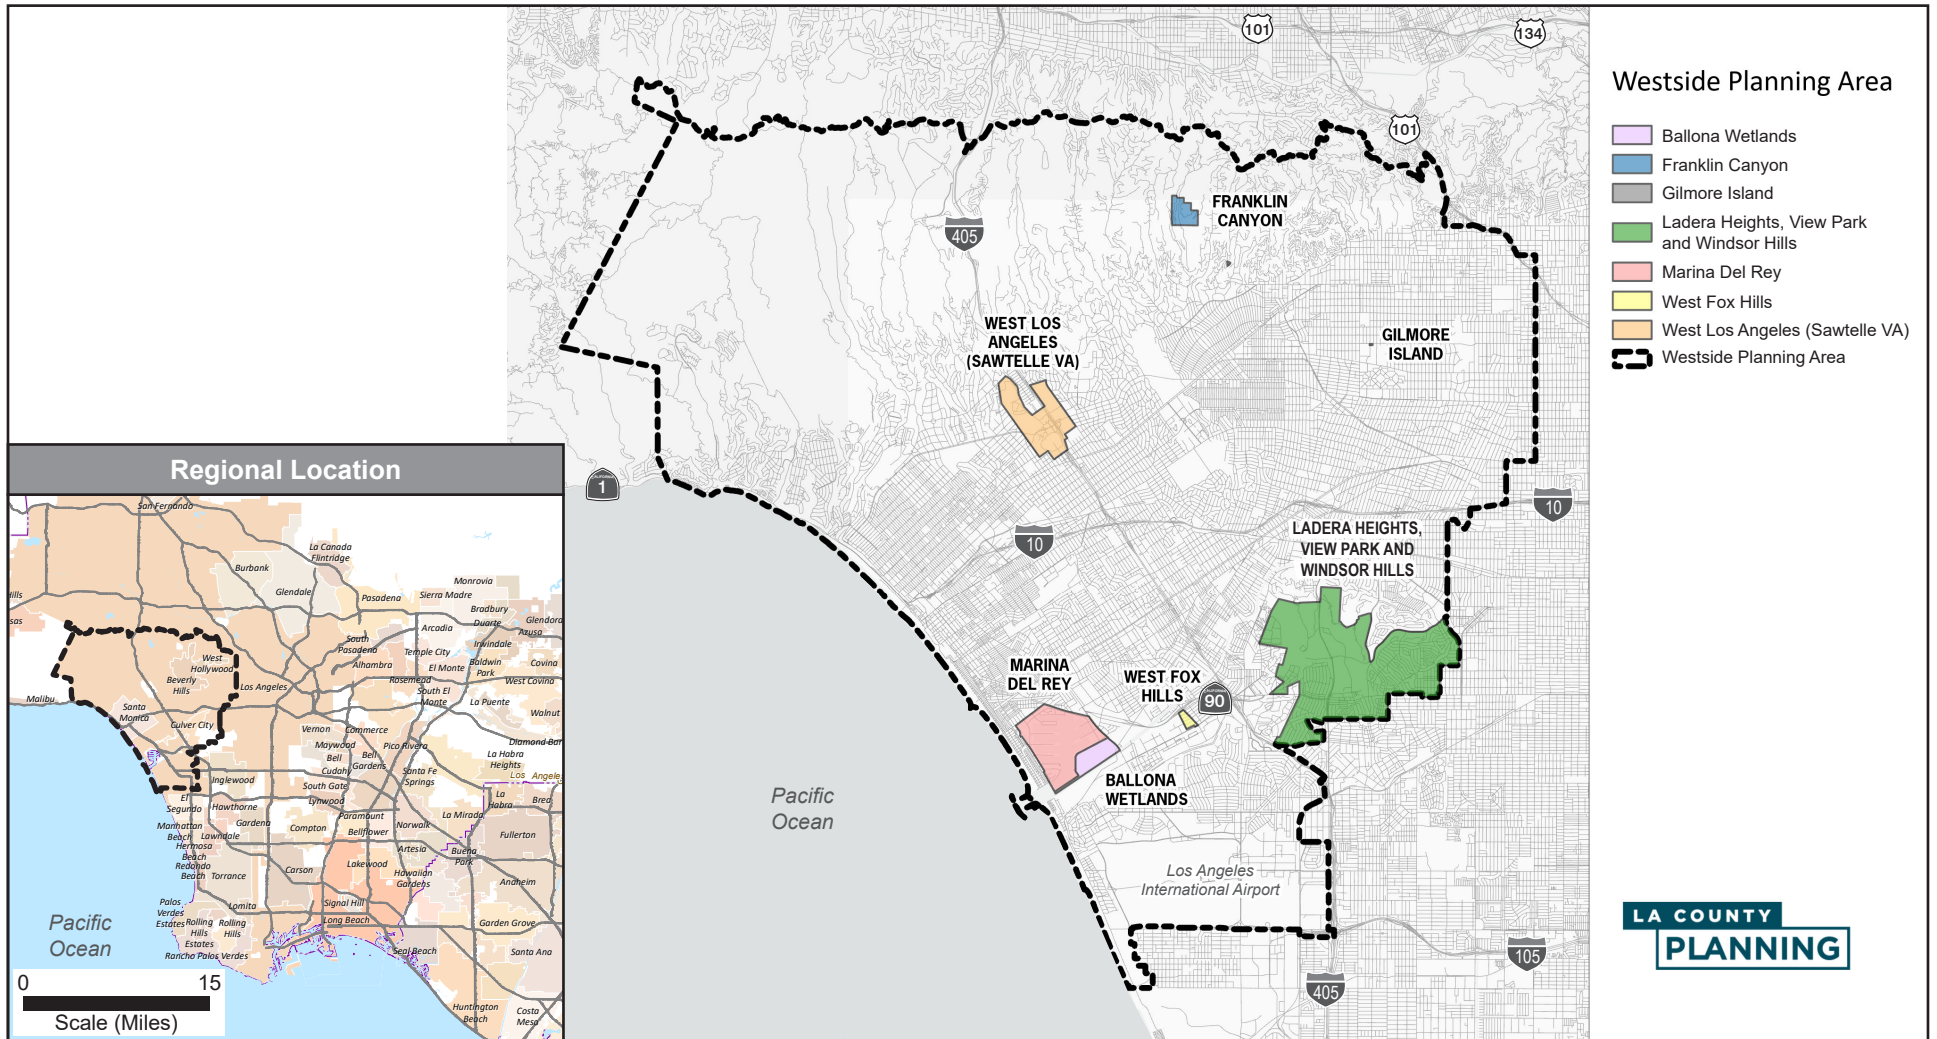 101
134
101
Westside Planning Area
Ballona Wetlands
Franklin Canyon
Gilmore Island
Ladera Heights, View Park
and Windsor Hills
Marina Del Rey
West Fox Hills
West Los Angeles (Sawtelle VA)
Westside Planning Area
FRANKLIN
CANYON
405
WEST LOS
ANGELES
(SAWTELLE VA)
GILMORE
ISLAND
CALIFORNIA
1
10
10
LADERA HEIGHTS,
VIEW PARK AND
WINDSOR HILLS
MARINA
DEL REY
WEST FOX
HILLS
CALIFORNIA
90
BALLONA
WETLANDS
Pacific
Ocean
Los Angeles
International Airport
105
405
LA COUNTY
PLANNING
Regional Location
San Fernando
La Canada
Flintridge
Burbank
Glendale
Pasadena
Monrovia
Sierra Madre
Bradbury
Duarte
Glendora
Azusa
Arcadia
Irwindale
hills
sas
South
Pasadena
Temple City
Alhambra
El Monte
Baldwin
Park
Covina
West
Hollywood
Beverly
Hills
Los Angeles
Rosemead
South El
Monte
West Covina
La Puente
Walnut
Malibu
Santa
Monica
Culver City
Vernon
Commerce
Maywood
Bell
Pico Rivera
Bell
Gardens
Cudahy
Diamond Bar
La Habra
Heights
Los Angeles
Inglewood
South Gate
Santa Fe
Springs
Lynwood
El
Segundo
Hawthorne
La
Habra
Brea
Gardena
Compton
Paramount
La Mirada
Manhattan
Beach
Lawndale
Bellflower
Norwalk
Fullerton
Hermosa
Beach
Artesia
Buena
Park
Redondo
Beach
Torrance
Carson
Lakewood
Hawaiian
Gardens
Anaheim
Palos
Verdes
Estates
Lomita
Signal Hill
Rolling
Hills
Estates
Rolling
Hills
Long Beach
Garden Grove
Rancho Palos Verdes
Seal Beach
Santa Ana
Huntington
Beach
Costa
Mesa
Pacific
Ocean
0 15
Scale (Miles)